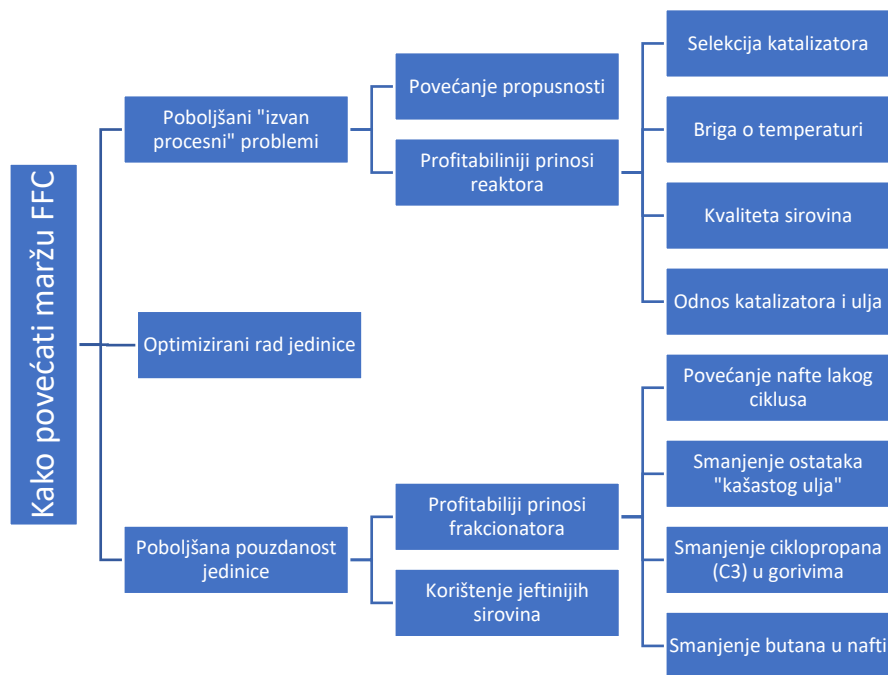 Kako povećati maržu FFC
Poboljšani "izvan
procesni" problemi
Povećanje propusnosti
Profitabiliniji prinosi
reaktora
Selekcija katalizatora
Briga o temperaturi
Kvaliteta sirovina
Odnos katalizatora i ulja
Optimizirani rad jedinice
Poboljšana pouzdanost
jedinice
Profitabiliji prinosi
frakcionatora
Povećanje nafte lakog
ciklusa
Smanjenje ostataka
"kašastog ulja"
Smanjenje ciklopropana
(C3) u gorivima
Smanjenje butana u nafti
Korištenje jeftinijih
sirovina